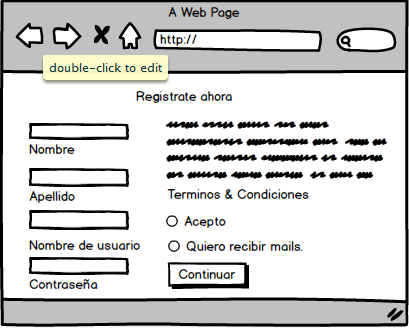 A Web Page
http://
double-click to edit
Registrate ahora
Nombre
Apellido
Nombre de usuario
Contraseña
Terminos & Condiciones
Acepto
Quiero recibir mails.
Continuar